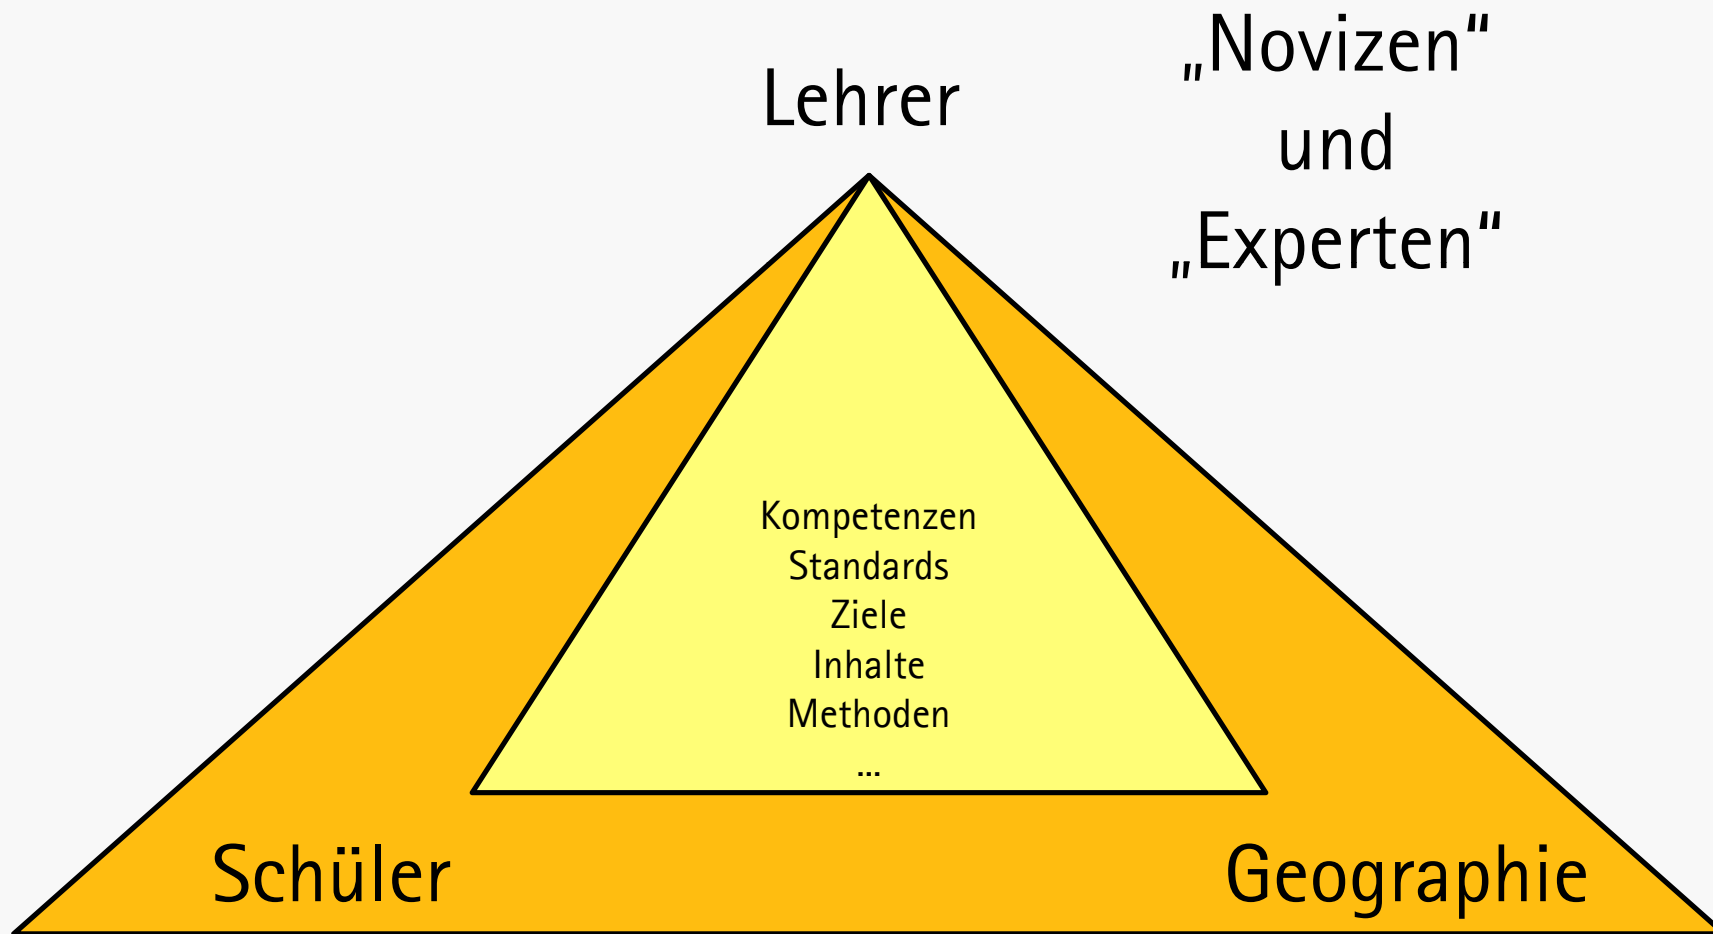 „Novizen“
und
„Experten“
Lehrer
Kompetenzen
Standards
Ziele
Inhalte
Methoden
...
Schüler
Geographie